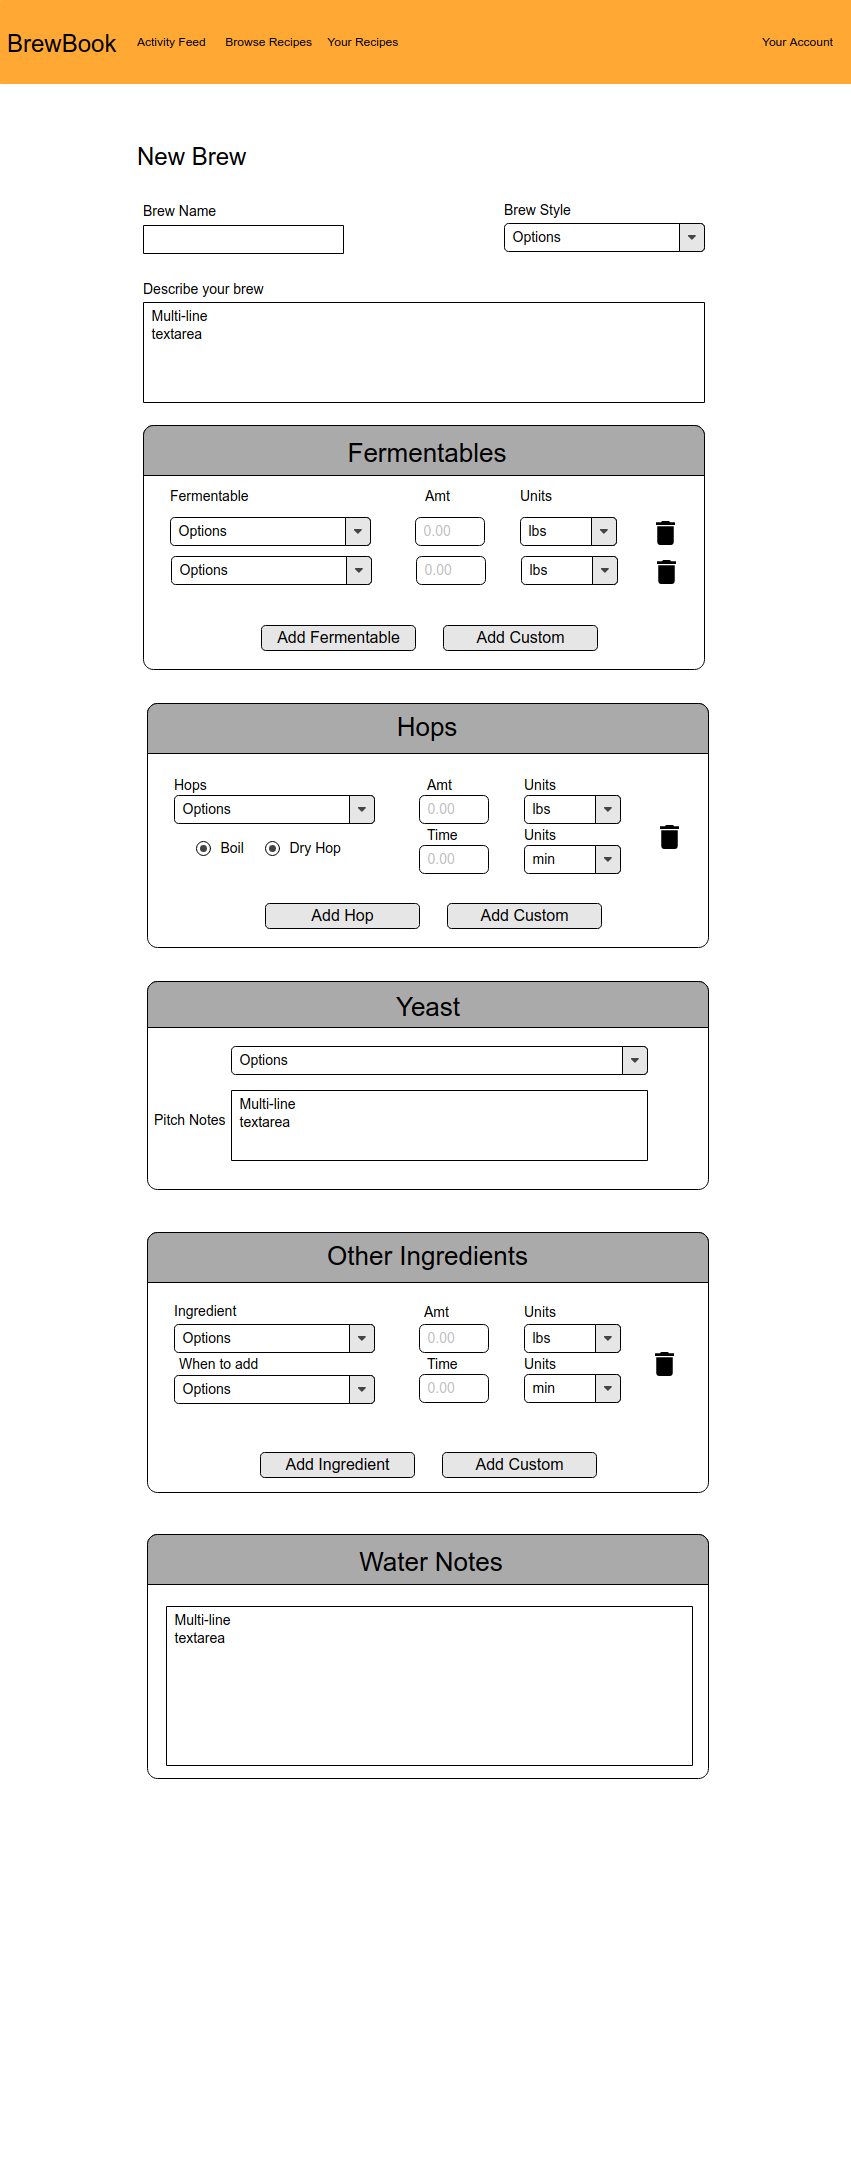 BrewBook Activity Feed Browse Recipes Your Recipes Your Account
New Brew
Brew Name Brew Style
Options
Describe your brew
Multi-line
textarea
Fermentables
Fermentable Amt Units
Options 0.00 lbs
Options 0.00 lbs
Add Fermentable Add Custom
Hops
Hops Amt Units
Options 0.00 lbs
Time Units
Boil Dry Hop 0.00 min
Add Hop Add Custom
Yeast
Options
Pitch Notes
Multi-line
textarea
Other Ingredients
Ingredient Amt Units
Options 0.00 lbs
When to add Time Units
Options 0.00 min
Add Ingredient Add Custom
Water Notes
Multi-line
textarea